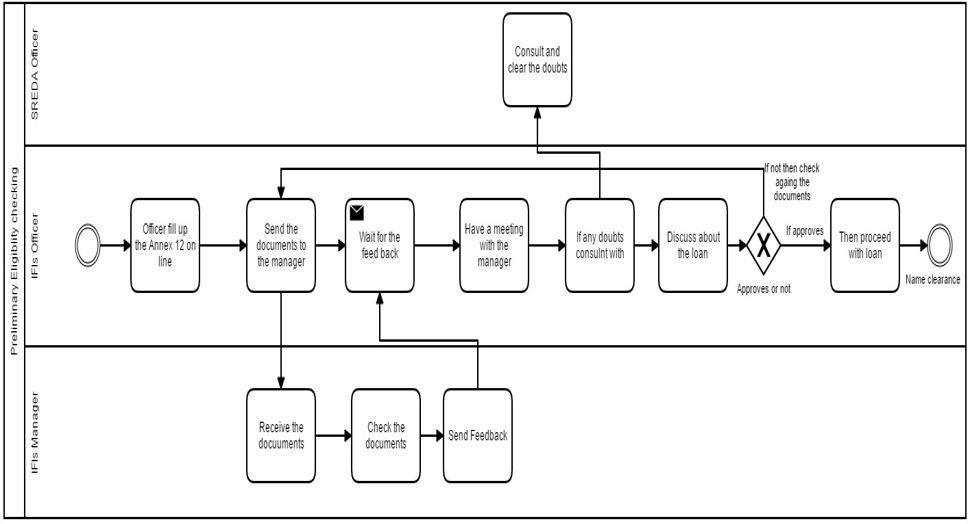 Preliminary Eligiblity checking
SREDA Officer
Consult and
clear the doubts
IFIs Officer
Officer fill up
the Annex 12 on
line
Send the
documents to
the manager
Wait for the
feed back
Have a meeting
with the
manager
If any doubts
consulnt with
Discuss about
the loan
If not then check
againg the
documents
X
Approves or not
If approves
Then proceed
with loan
Name clearance
IFIs Manager
Receive the
docuuments
Check the
documents
Send Feedback